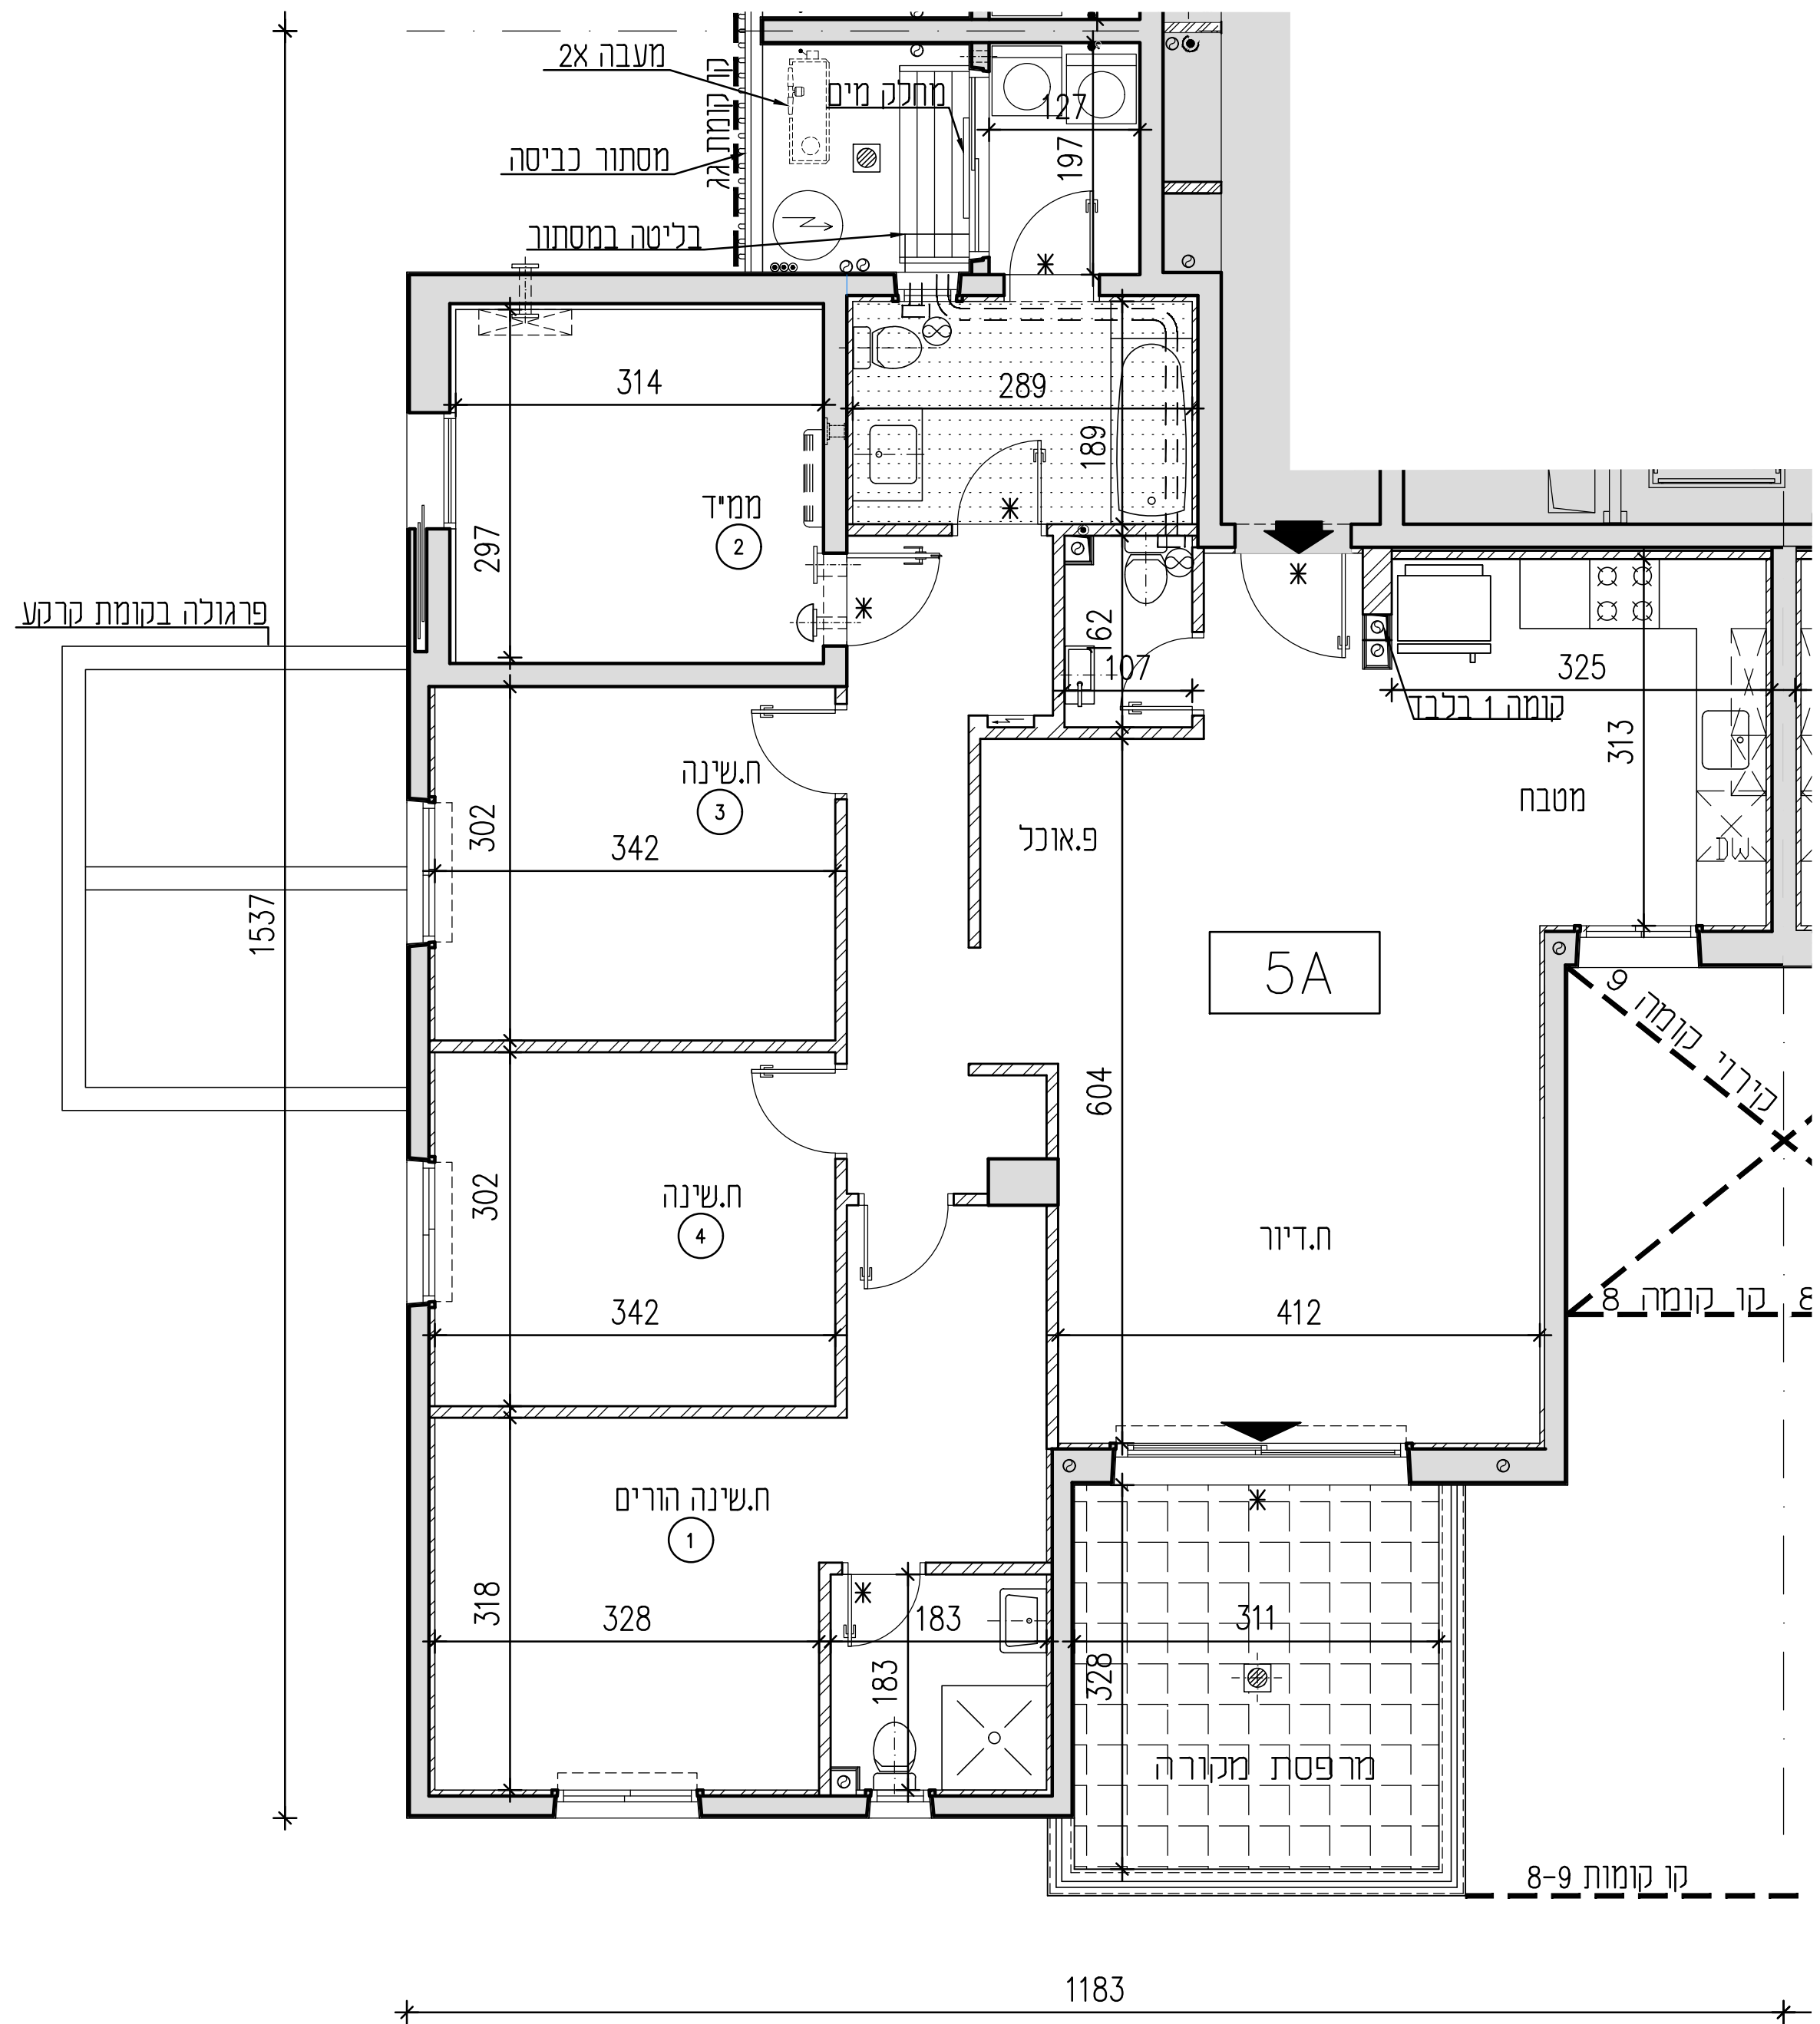 מעבה 2X
קו קומת גג
מחלק מים
127
197
מסתור כביסה
בליטה במסתור
314
289
189
ממ"ד
2
297
162
107
פרגולה בקומת קרקע
325
קומה 1 בלבד
313
ח.שינה
3
302
342
פ.אוכל
מטבח
DW
1537
5A
קירוי קומה 9
604
ח.שינה
4
302
342
ח.דיור
412
קו קומה 8
8
ח.שינה הורים
1
318
328
183
183
311
328
מרפסת מקורה
קו קומות 8-9
1183